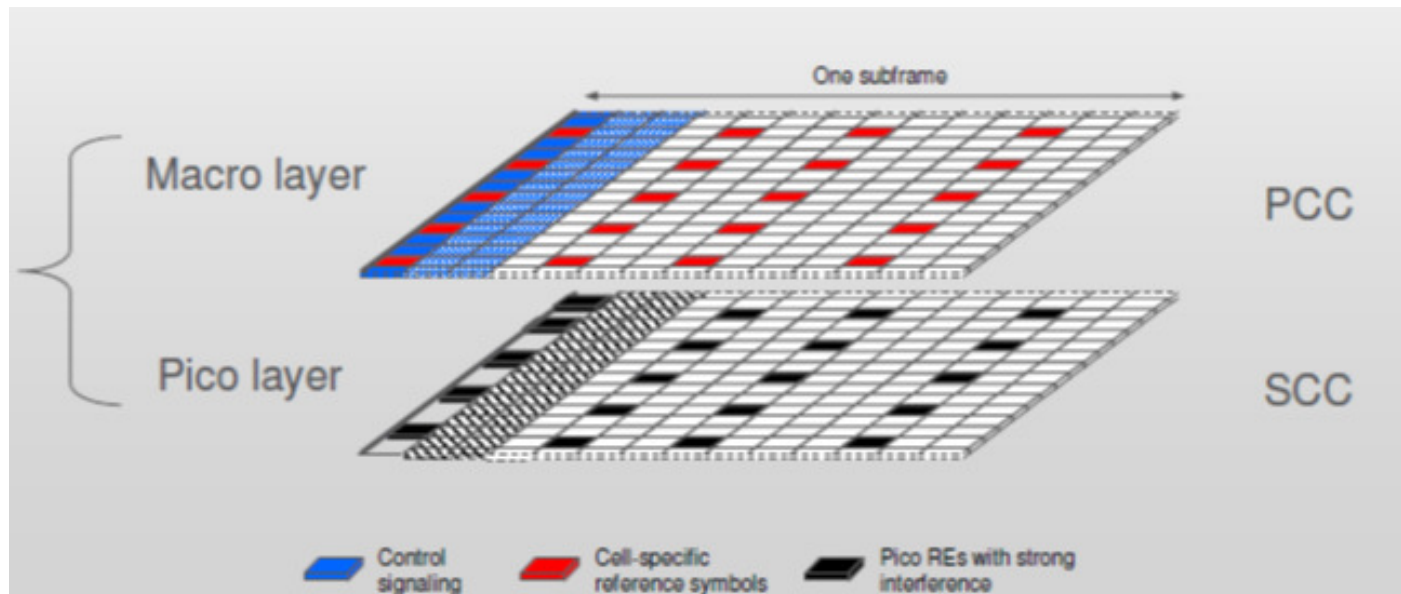 One subframe
Macro layer
PCC
Pico layer
SCC
Control
signaling
Cell-specific
reference symbols
Pico REs with strong
interference